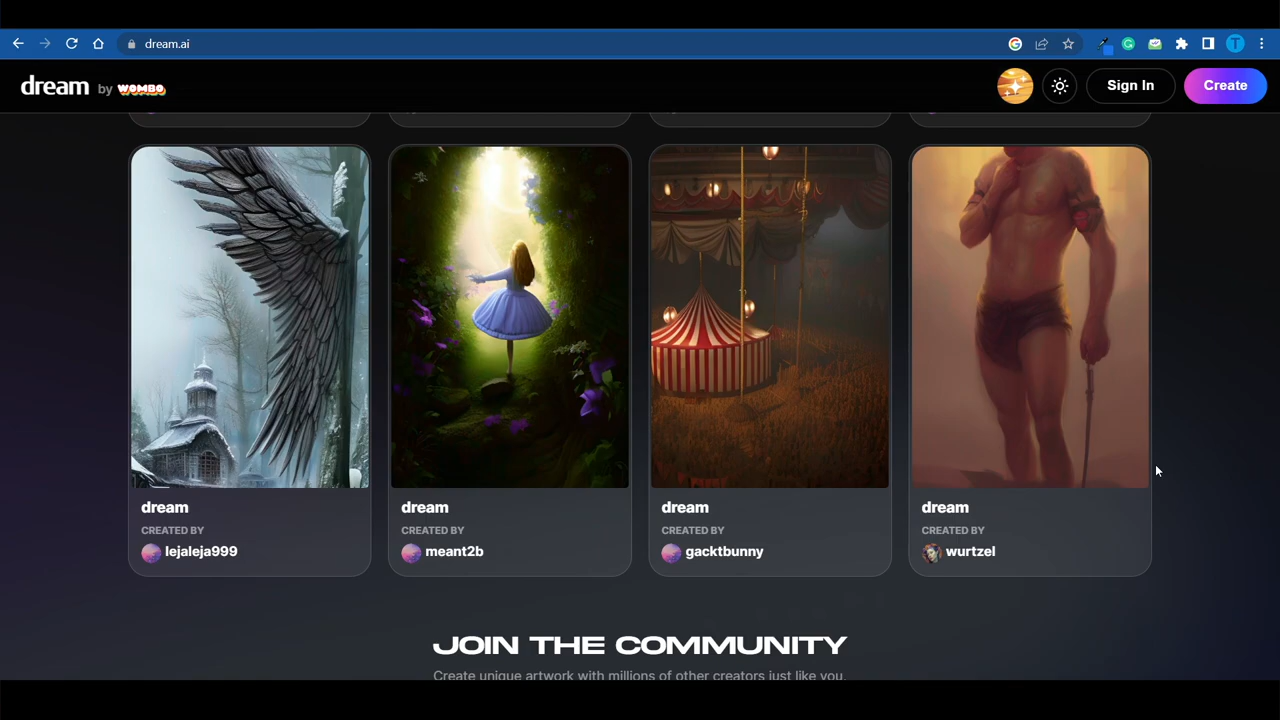 dream.ai
T
dream by WOMBO
Sign In
Create
dream
CREATED BY
lejaleja999
dream
CREATED BY
meant2b
dream
CREATED BY
gacktbunny
dream
CREATED BY
wurtzel
JOIN THE COMMUNITY
Create unique artwork with millions of other creators just like you.